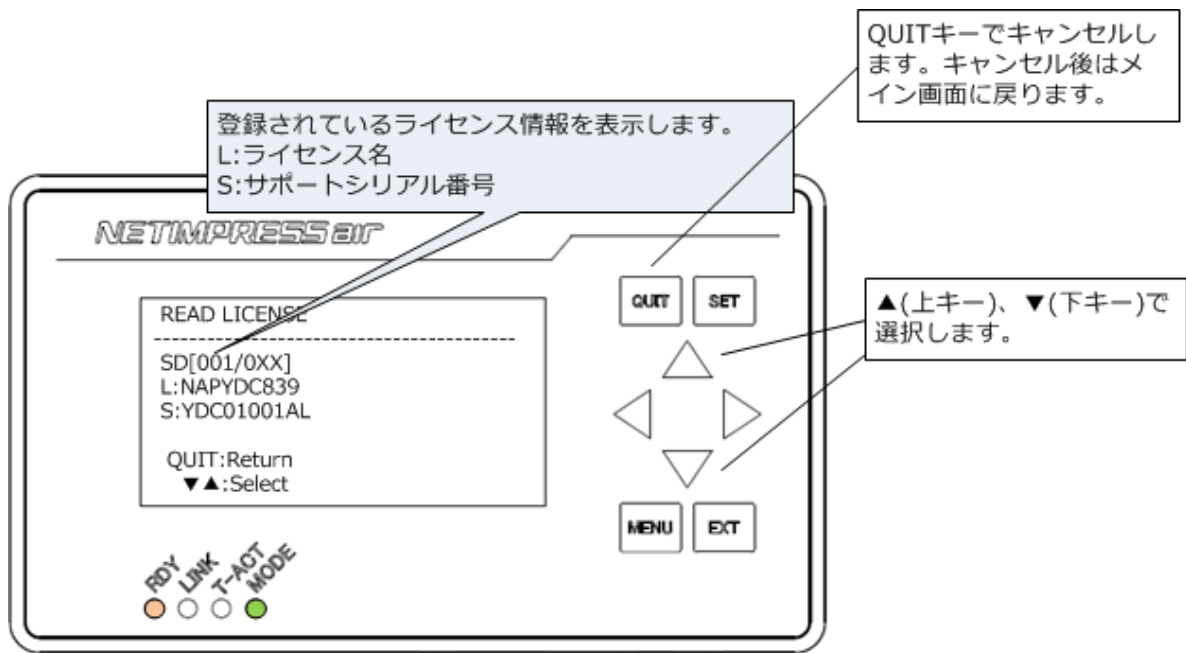 QUITキーでキャンセルし
ます。キャンセル後はメ
イン画面に戻ります。
登録されているライセンス情報を表示します。
L:ライセンス名
S:サポートシリアル番号
NETIMPRESS air
QUIT SET
▲(上キー)、▼(下キー)で
選択します。
READ LICENSE
----------------------------------------
SD[001/0XX]
L:NAPYDC839
S:YDC01001AL
QUIT:Return
▼▲:Select
MENU EXT
RDY LINK T-ACT MODE